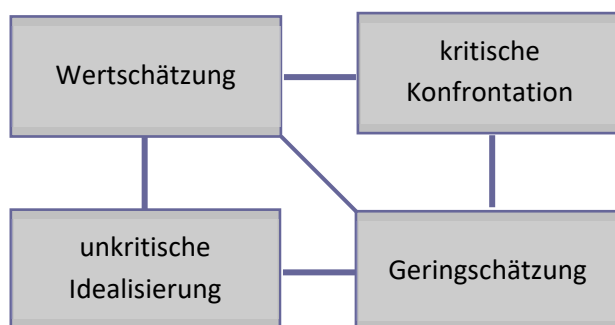 Wertschätzung
kritische
Konfrontation
unkritische
Idealisierung
Geringschätzung